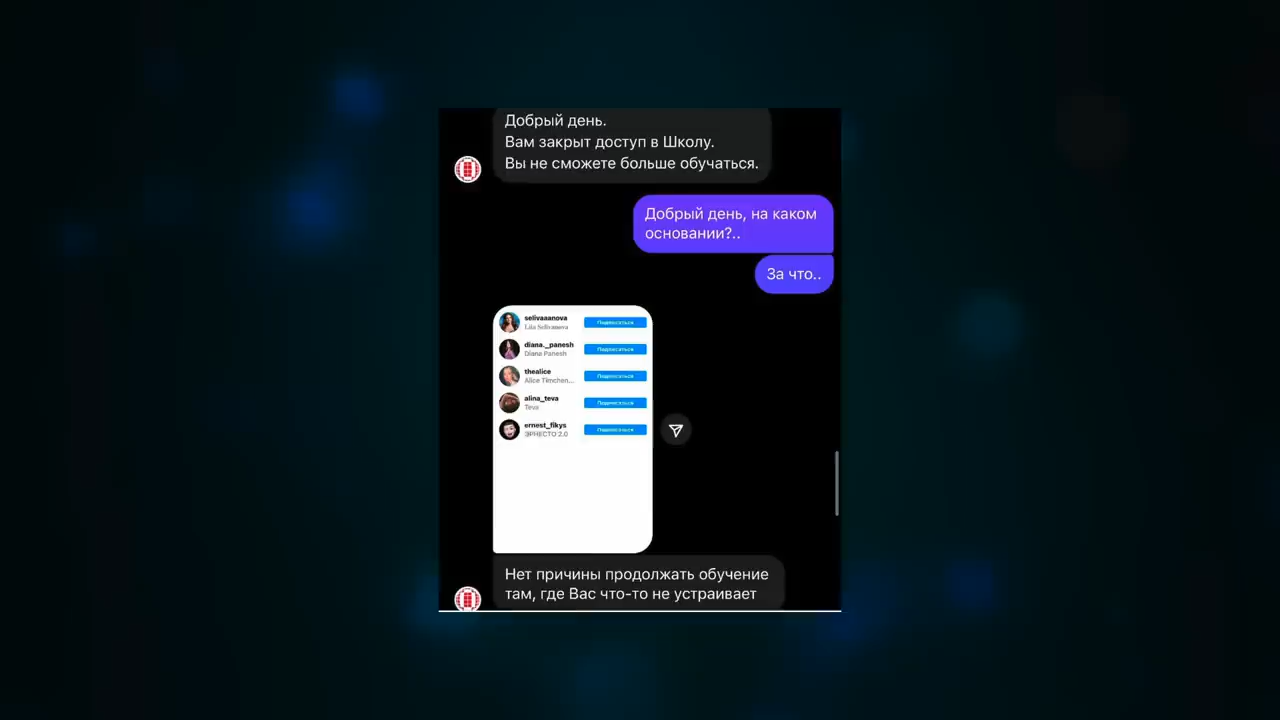 Добрый день.
Вам закрыт доступ в Школу.
Вы не сможете больше обучаться.
Добрый день, на каком
основании?..
За что..
selivaaanova
Lila Selivanova
Подписаться
diana._panesh
Diana Panesh
Подписаться
thealice
Alice Timchen...
Подписаться
alina_teva
Teva
Подписаться
ernest_fikys
ЭРНЕСТО 2.0
Подписаться
Нет причины продолжать обучение
там, где Вас что-то не устраивает